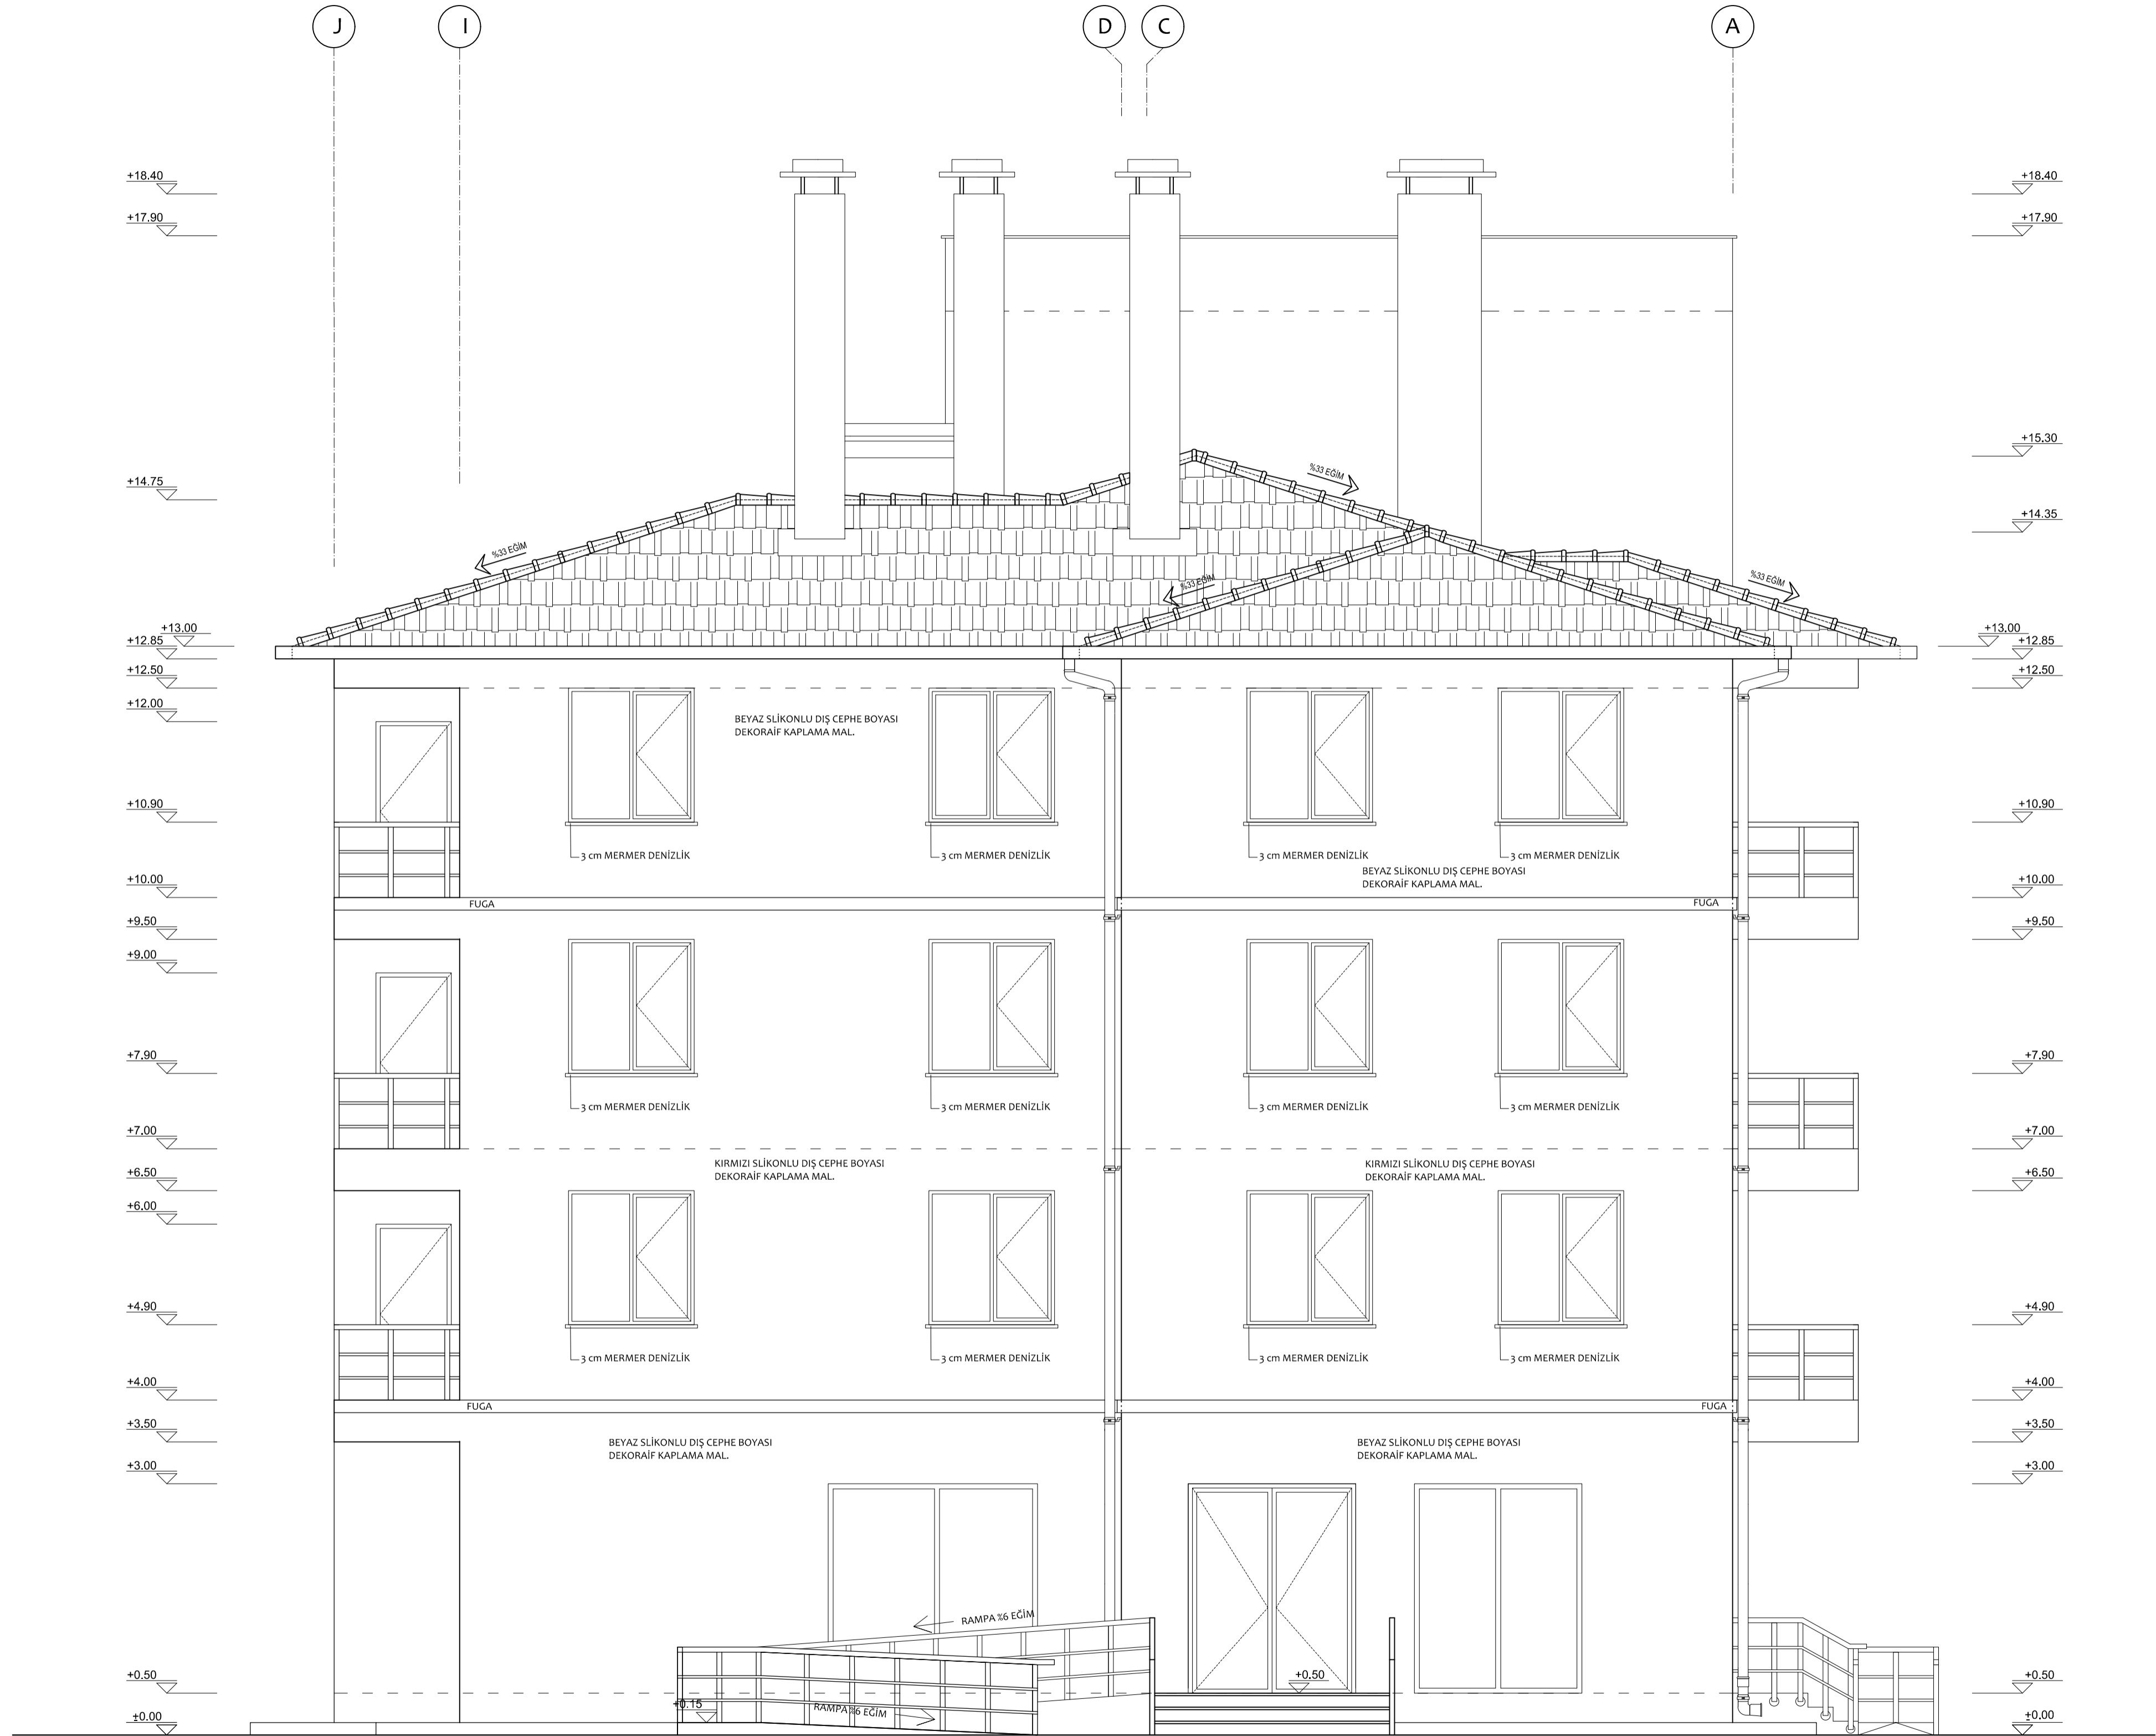 J
I
D
C
A
+18.40
+18.40
+17.90
+17.90
+15.30
%33 EĞİM
+14.75
+14.35
%33 EĞİM
%33 EĞİM
%33 EĞİM
+13.00
+13.00
+12.85
+12.85
+12.50
+12.50
+12.00
BEYAZ SLİKONLU DIŞ CEPHE BOYASI
DEKORAİF KAPLAMA MAL.
+10.90
+10.90
3 cm MERMER DENİZLİK
3 cm MERMER DENİZLİK
3 cm MERMER DENİZLİK
3 cm MERMER DENİZLİK
BEYAZ SLİKONLU DIŞ CEPHE BOYASI
DEKORAİF KAPLAMA MAL.
+10.00
+10.00
FUGA
FUGA
+9.50
+9.50
+9.00
+7.90
+7.90
3 cm MERMER DENİZLİK
3 cm MERMER DENİZLİK
3 cm MERMER DENİZLİK
3 cm MERMER DENİZLİK
+7.00
+7.00
KIRMIZI SLİKONLU DIŞ CEPHE BOYASI
DEKORAİF KAPLAMA MAL.
KIRMIZI SLİKONLU DIŞ CEPHE BOYASI
DEKORAİF KAPLAMA MAL.
+6.50
+6.50
+6.00
+4.90
+4.90
3 cm MERMER DENİZLİK
3 cm MERMER DENİZLİK
3 cm MERMER DENİZLİK
3 cm MERMER DENİZLİK
+4.00
+4.00
FUGA
FUGA
+3.50
+3.50
BEYAZ SLİKONLU DIŞ CEPHE BOYASI
DEKORAİF KAPLAMA MAL.
BEYAZ SLİKONLU DIŞ CEPHE BOYASI
DEKORAİF KAPLAMA MAL.
+3.00
+3.00
RAMPA %6 EĞİM
+0.50
+0.50
+0.50
+0.15
RAMPA %6 EĞİM
±0.00
±0.00